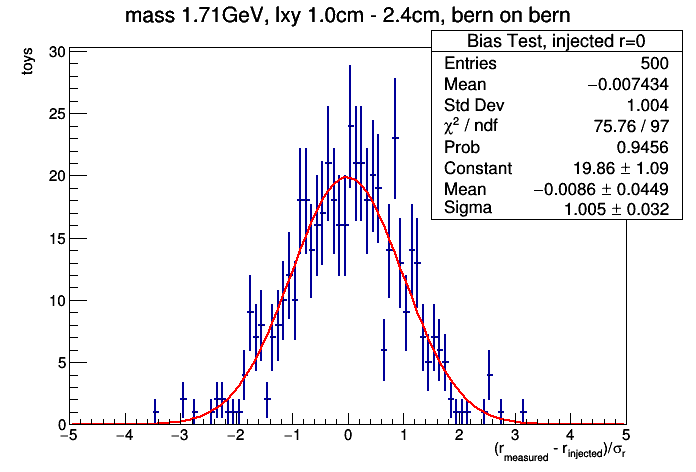 mass 1.71GeV, lxy 1.0cm - 2.4cm, bern on bern
Bias Test, injected r=0
Entries 500
Mean −0.007434
Std Dev 1.004
χ² / ndf 75.76 / 97
Prob 0.9456
Constant 19.86 ± 1.09
Mean −0.0086 ± 0.0449
Sigma 1.005 ± 0.032
toys
30
25
20
15
10
5
0
−5 −4 −3 −2 −1 0 1 2 3 4 5
(r_measured - r_injected)/σ_r